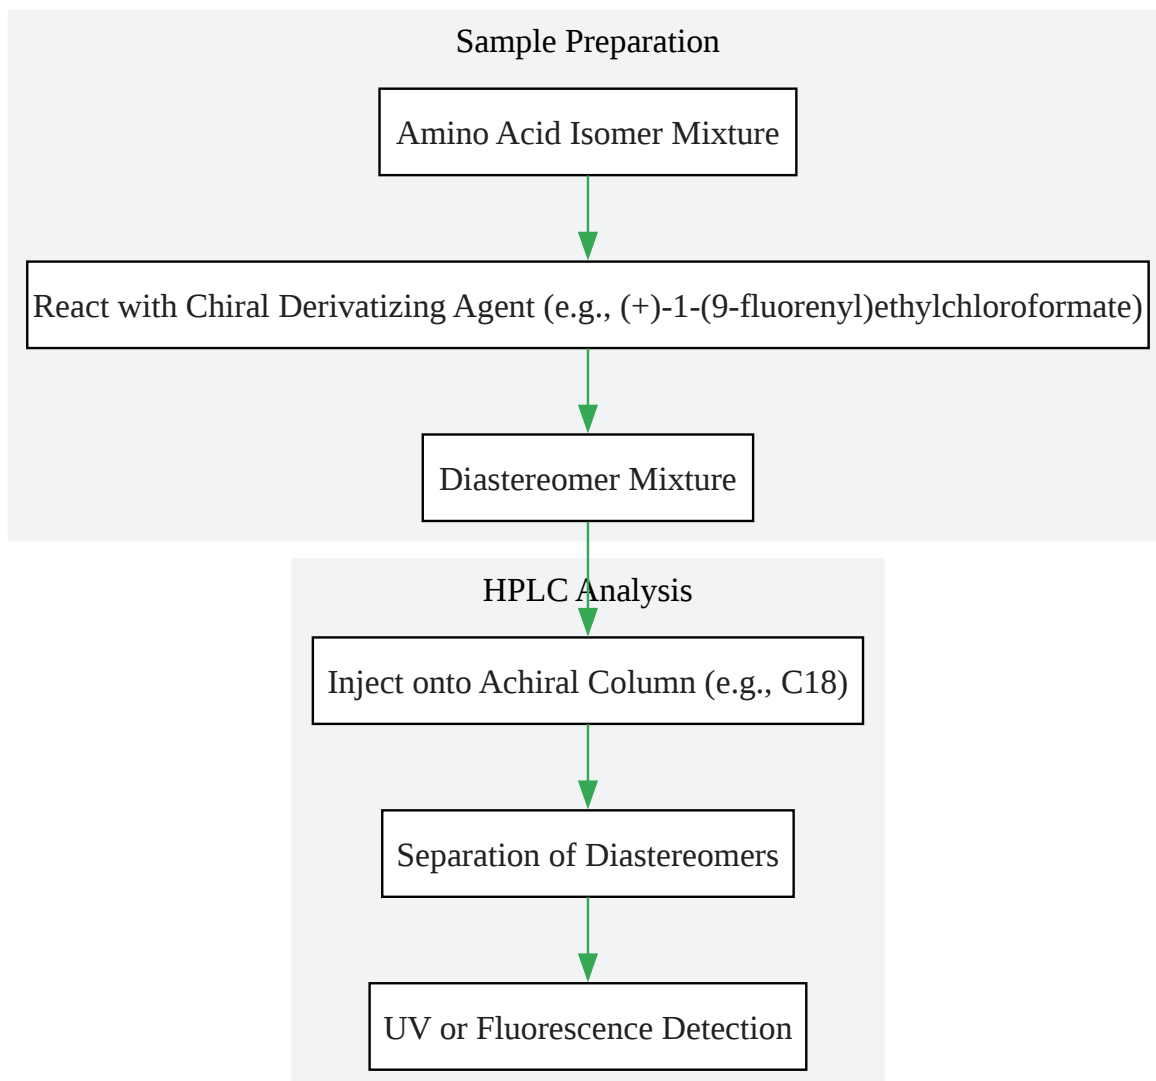 Sample Preparation
Amino Acid Isomer Mixture
React with Chiral Derivatizing Agent (e.g., (+)-1-(9-fluorenyl)ethylchloroformate)
Diastereomer Mixture
HPLC Analysis
Inject onto Achiral Column (e.g., C18)
Separation of Diastereomers
UV or Fluorescence Detection